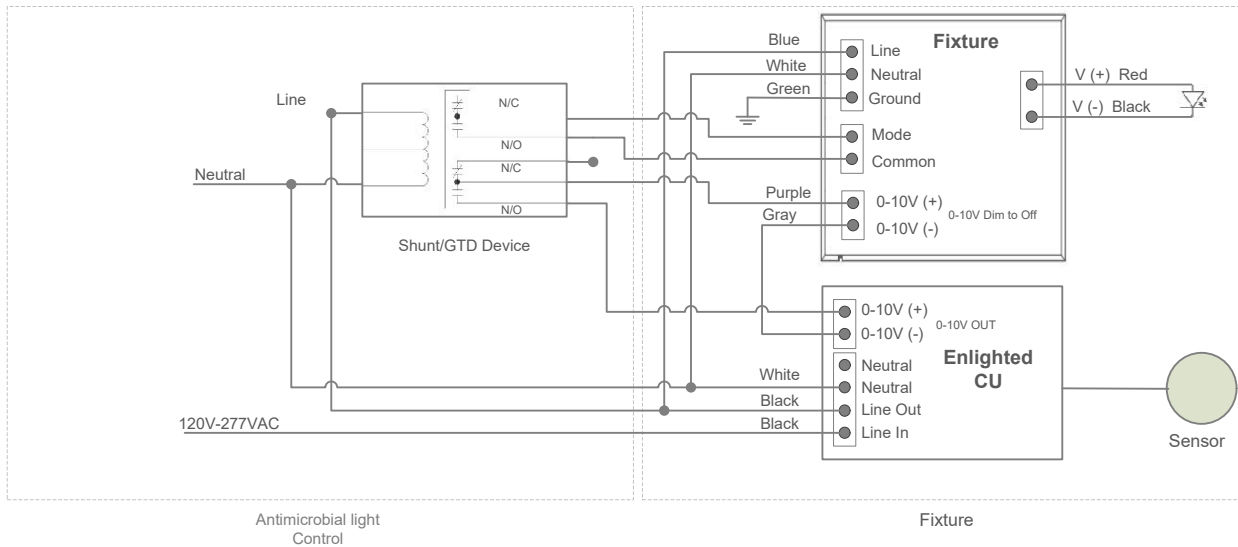 Line
Neutral
N/C
N/O
N/C
N/O
Shunt/GTD Device
120V-277VAC
Antimicrobial light
Control
Blue
White
Green
Fixture
Line
Neutral
Ground
Mode
Common
Purple
Gray
0-10V (+)
0-10V (-)
0-10V Dim to Off
V (+) Red
V (-) Black
0-10V (+)
0-10V (-)
0-10V OUT
Enlighted
CU
Neutral
Neutral
Line Out
Line In
White
Black
Black
Sensor
Fixture